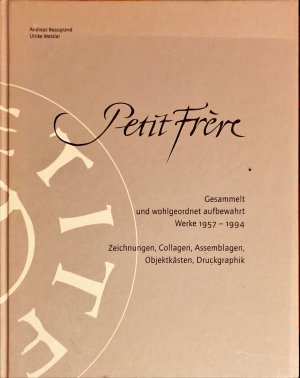 Andreas Beaugrand
Ulrike Wetzlar
Petit Frère
Gesammelt
und wohlgeordnet aufbewahrt
Werke 1957 – 1994
Zeichnungen, Collagen, Assemblagen,
Objektkästen, Druckgraphik